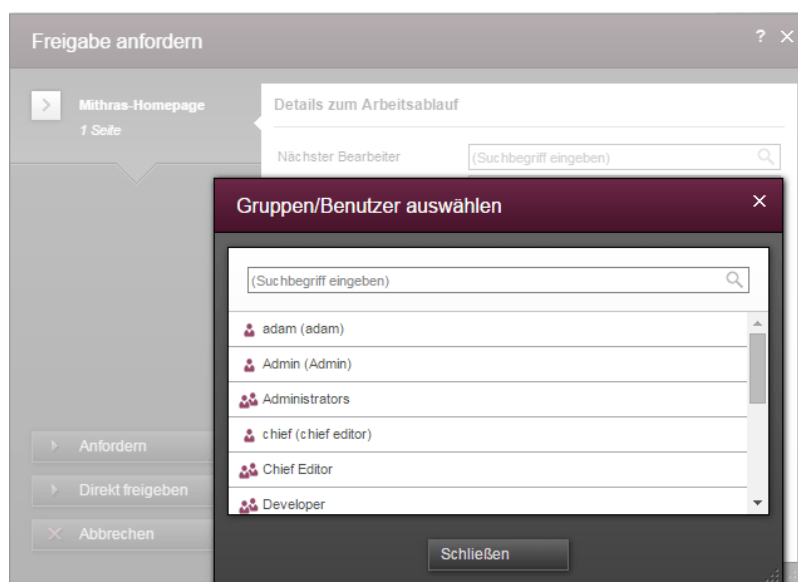 Freigabe anfordern
?
Mithras-Homepage
1 Seite
Details zum Arbeitsablauf
Nächster Bearbeiter
(Suchbegriff eingeben)
Gruppen/Benutzer auswählen
(Suchbegriff eingeben)
adam (adam)
Admin (Admin)
Administrators
chief (chief editor)
Chief Editor
Developer
Anfordern
Direkt freigeben
Abbrechen
Schließen